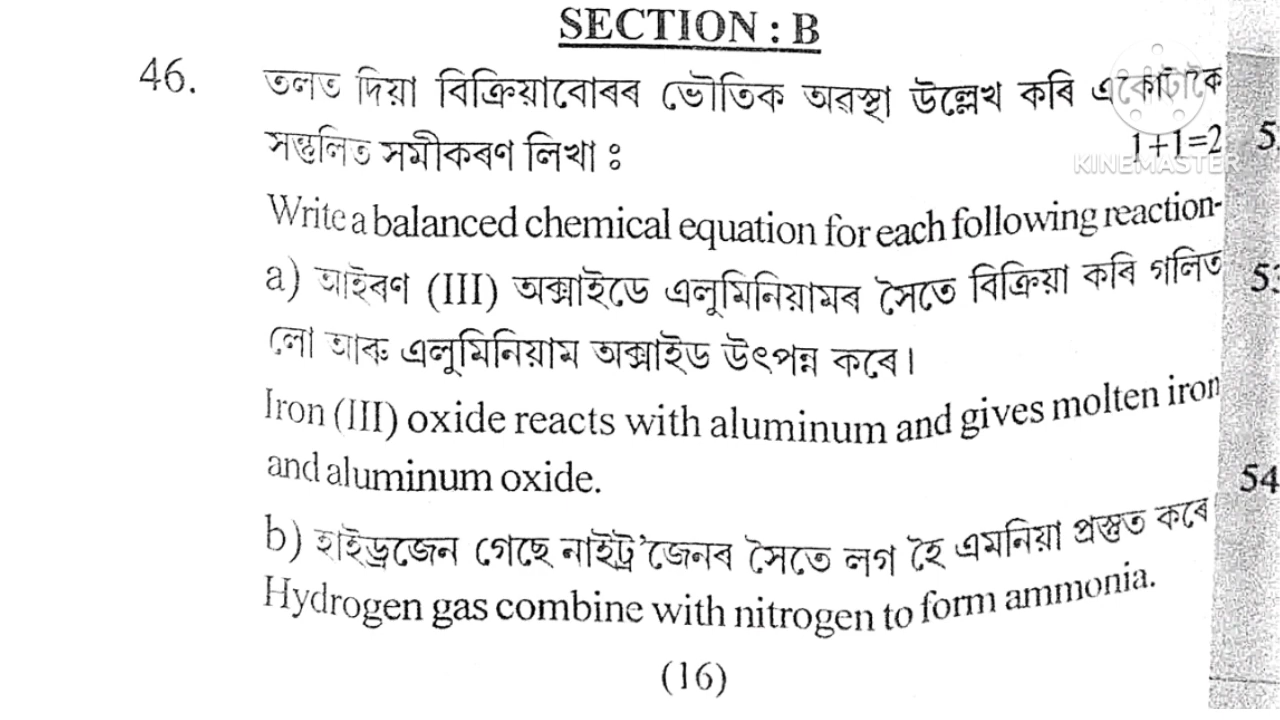 SECTION : B
46. তলত দিয়া বিক্ৰিয়াবোৰৰ ভৌতিক অৱস্থা উল্লেখ কৰি একোটাকৈ
সন্তুলিত সমীকৰণ লিখা ঃ 1+1=2 5
KINEMASTER
Write a balanced chemical equation for each following reaction-
a) আইৰণ (III) অক্সাইডে এলুমিনিয়ামৰ সৈতে বিক্ৰিয়া কৰি গলিত
লো আৰু এলুমিনিয়াম অক্সাইড উৎপন্ন কৰে।
Iron (III) oxide reacts with aluminum and gives molten iron
and aluminum oxide.
54
b) হাইড্ৰজেন গেছে নাইট্ৰ'জেনৰ সৈতে লগ হৈ এমনিয়া প্ৰস্তুত কৰে
Hydrogen gas combine with nitrogen to form ammonia.
(16)